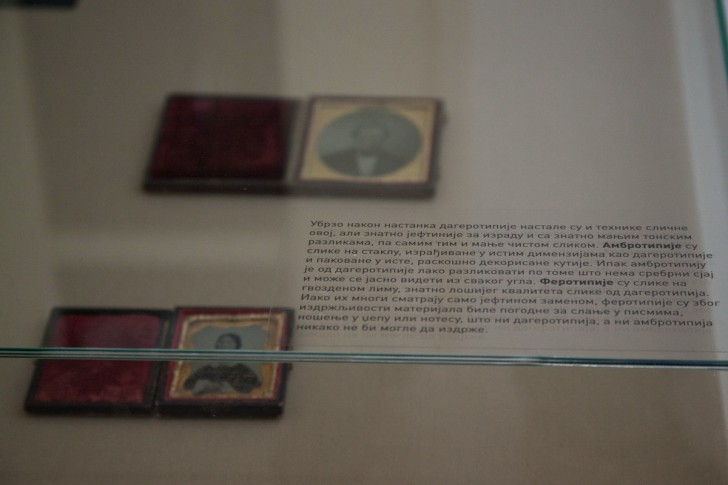 Убрзо након настанка дагеротипије настале су и технике сличне
овој, али знатно јефтиније за израду и са знатно мањим тонским
разликама, па самим тим и мање чистом сликом. Амбротипије су
слике на стаклу, израђиване у истим димензијама као дагеротипије
и паковане у исте, раскошно декорисане кутије. Ипак амбротипију
је од дагеротипије лако разликовати по томе што нема сребрни сјај
и може се јасно видети из сваког угла. Феротипије су слике на
гвозденом лиму, знатно лошијег квалитета слике од дагеротипија.
Иако их многи сматрају само јефтином заменом, феротипије су због
издржљивости материјала биле погодне за слање у писмима,
ношење у џепу или нотесу, што ни дагеротипија, а ни амбротипија
никако не би могле да издрже.